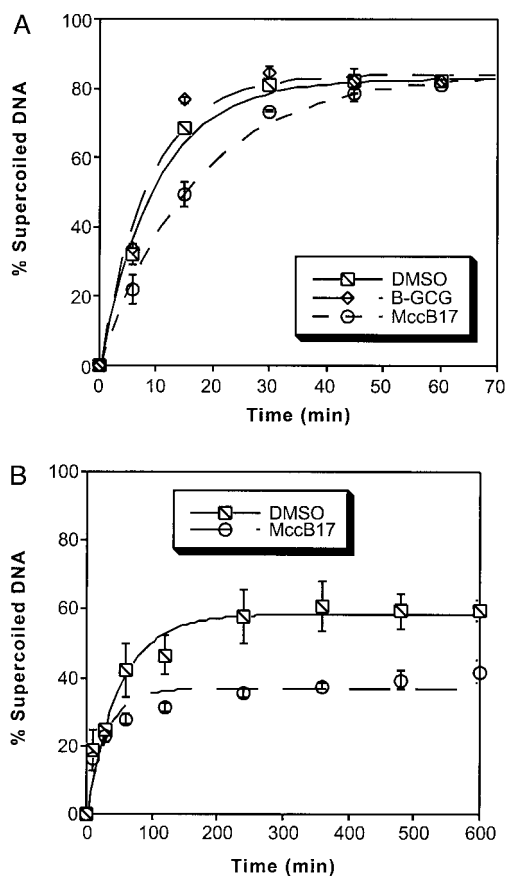 A
100
80
60
40
20
0
% Supercoiled DNA
DMSO
B-GCG
MccB17
0 10 20 30 40 50 60 70
Time (min)
B
100
80
60
40
20
0
% Supercoiled DNA
DMSO
MccB17
0 100 200 300 400 500 600
Time (min)